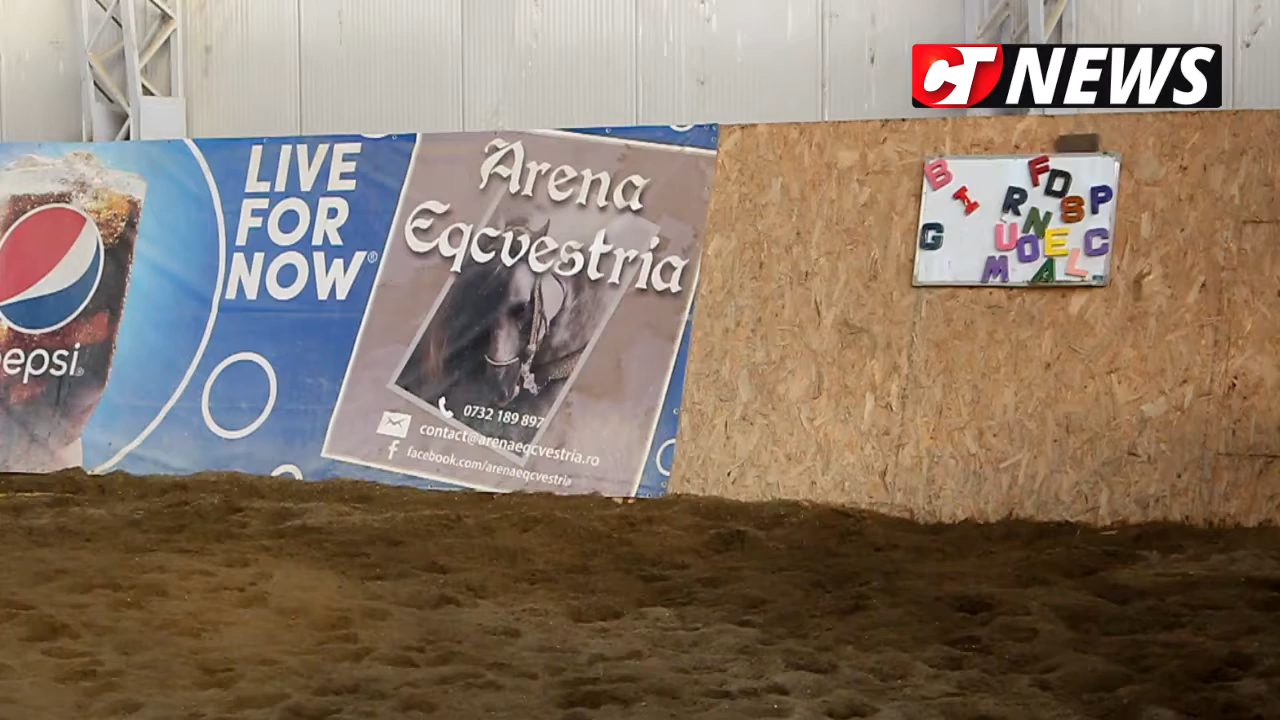 CT NEWS
LIVE
FOR
NOW®
epsi
Arena
Eqcvestria
0732 189 897
contact@arenaeqcvestria.ro
facebook.com/arenaeqcvestria
B I F D
R N S P
G U O E C
M A L